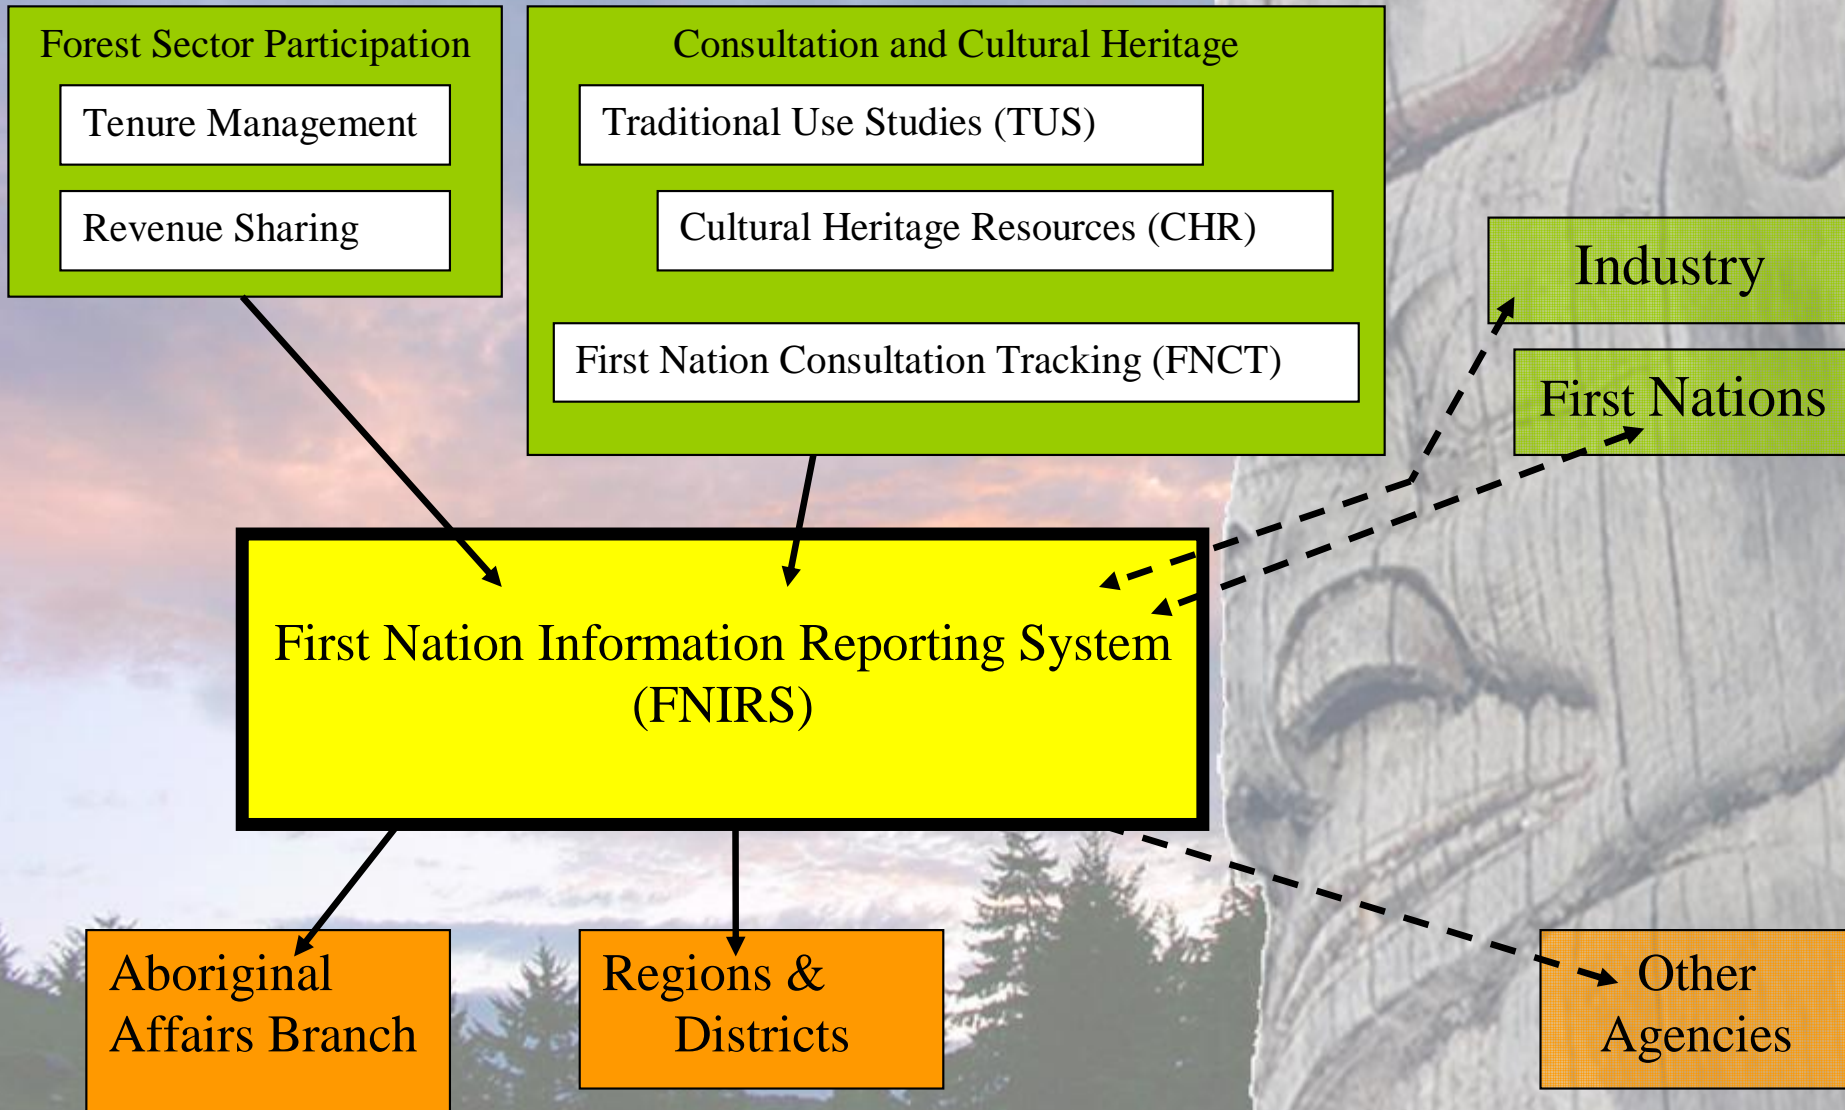 Forest Sector Participation
Tenure Management
Revenue Sharing
Consultation and Cultural Heritage
Traditional Use Studies (TUS)
Cultural Heritage Resources (CHR)
First Nation Consultation Tracking (FNCT)
Industry
First Nations
First Nation Information Reporting System
(FNIRS)
Aboriginal
Affairs Branch
Regions &
Districts
Other
Agencies